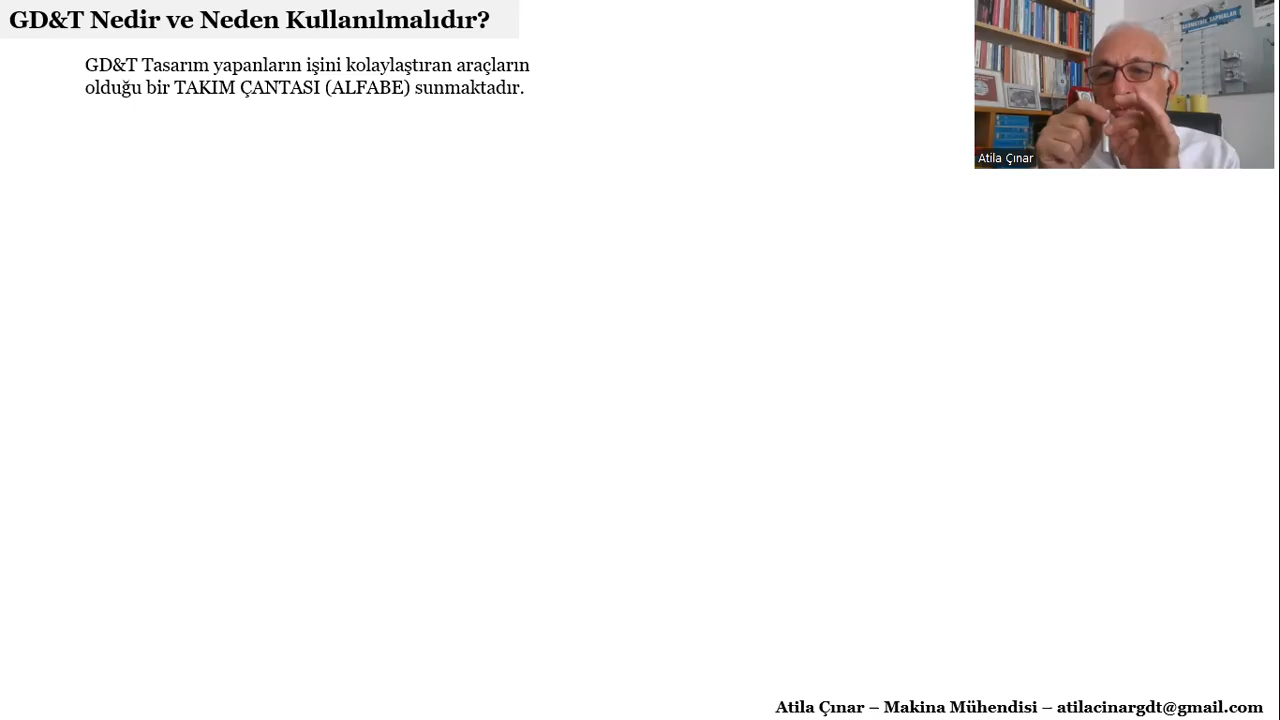 GD&T Nedir ve Neden Kullanılmalıdır?
GD&T Tasarım yapanların işini kolaylaştıran araçların
olduğu bir TAKIM ÇANTASI (ALFABE) sunmaktadır.
Atila Çınar
Atila Çınar – Makina Mühendisi – atilacinargdt@gmail.com